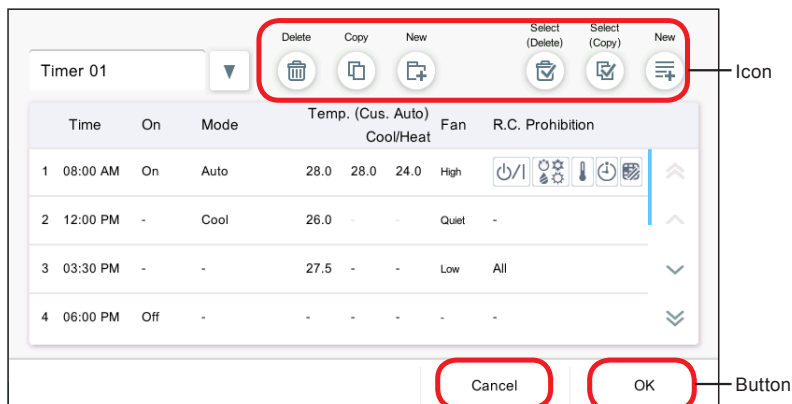 Delete Copy New Select (Delete) Select (Copy) New
Timer 01
Icon
Time On Mode Temp. (Cus. Auto) Cool/Heat Fan R.C. Prohibition
1 08:00 AM On Auto 28.0 28.0 24.0 High
2 12:00 PM - Cool 26.0 - - Quiet -
3 03:30 PM - - 27.5 - - Low All
4 06:00 PM Off - - - - - -
Cancel OK
Button